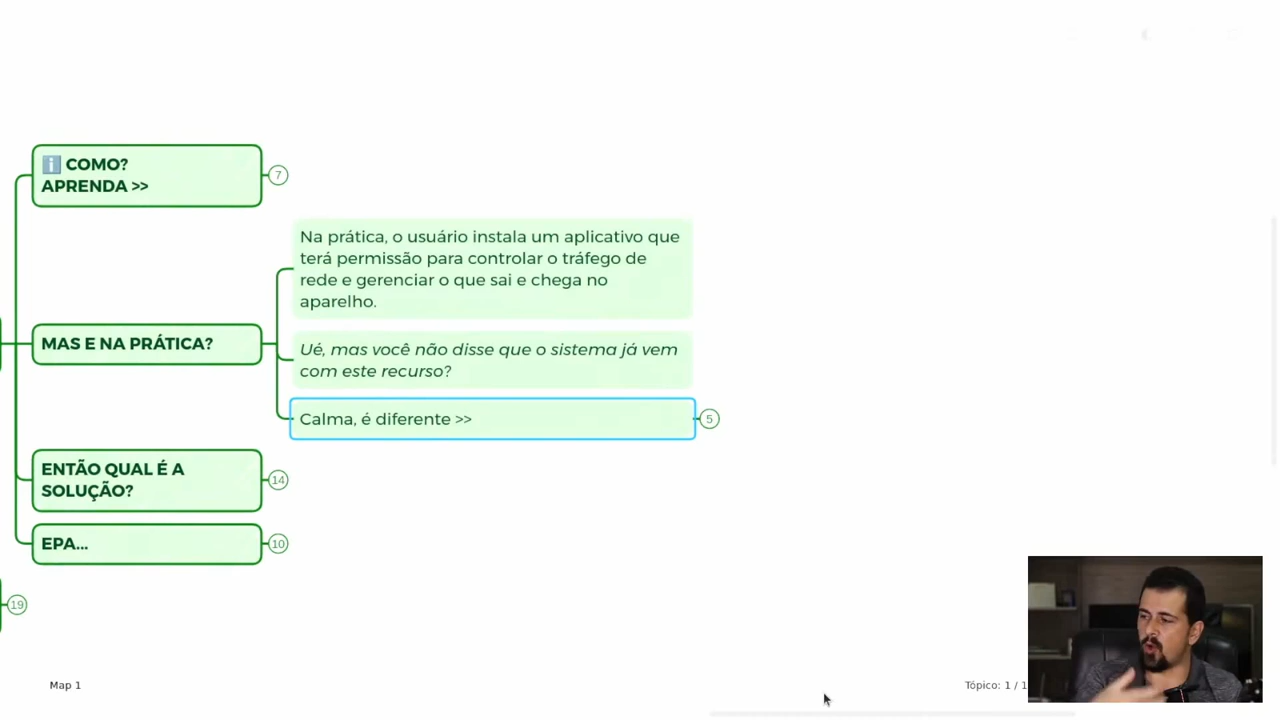 ℹ️ COMO?
APRENDA >>
7
Na prática, o usuário instala um aplicativo que
terá permissão para controlar o tráfego de
rede e gerenciar o que sai e chega no
aparelho.
MAS E NA PRÁTICA?
Ué, mas você não disse que o sistema já vem
com este recurso?
Calma, é diferente >>
5
ENTÃO QUAL É A
SOLUÇÃO?
14
EPA...
10
19
Map 1
Tópico: 1 / 1